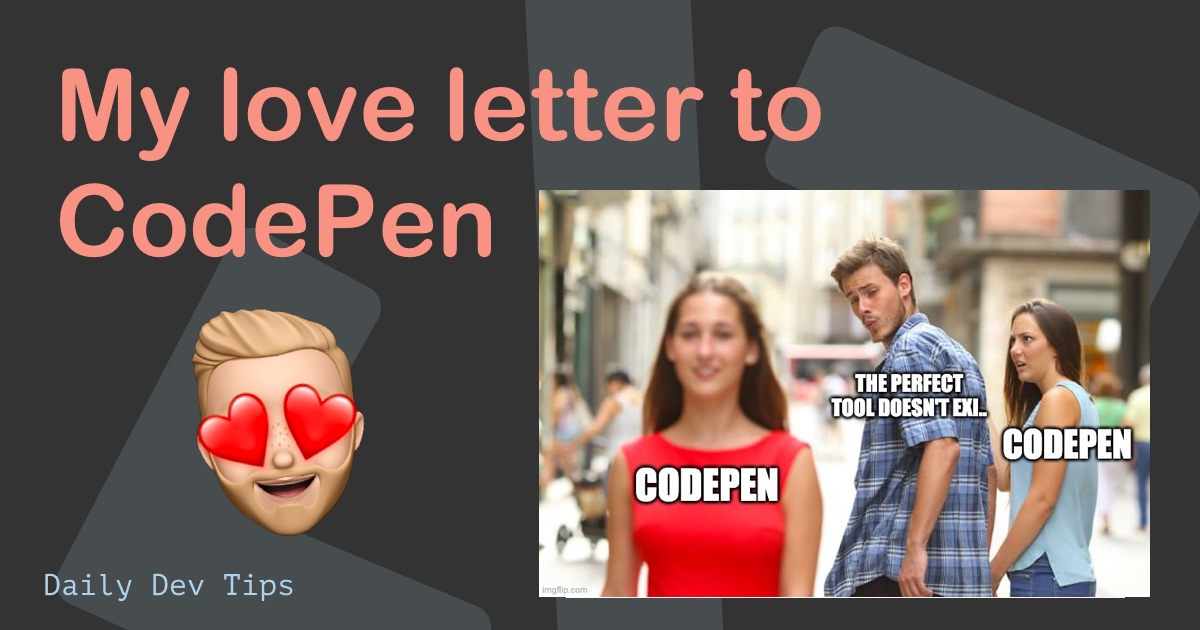 My love letter to
CodePen
THE PERFECT
TOOL DOESN'T EXI..
CODEPEN
CODEPEN
imgflip.com
Daily Dev Tips